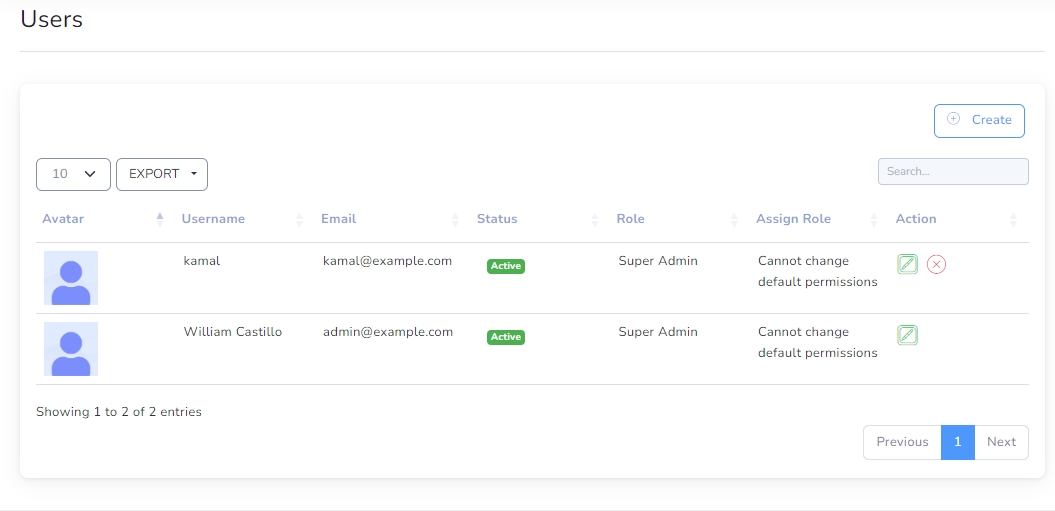 Users
Create
10 EXPORT Search...
Avatar Username Email Status Role Assign Role Action
kamal kamal@example.com Active Super Admin Cannot change
default permissions
William Castillo admin@example.com Active Super Admin Cannot change
default permissions
Showing 1 to 2 of 2 entries
Previous 1 Next